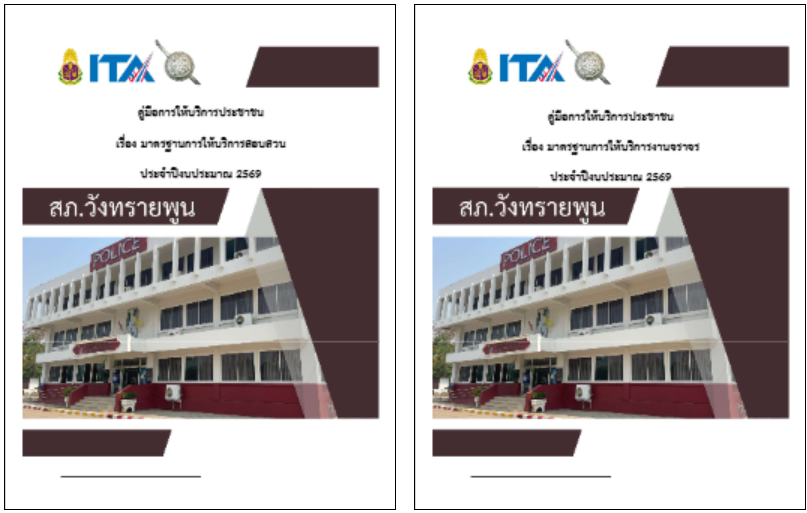 ITA
คู่มือการให้บริการประชาชน
เรื่อง มาตรฐานการให้บริการสอบสวน
ประจำปีงบประมาณ 2569
สภ.วังทรายพูน
POLICE
ITA
คู่มือการให้บริการประชาชน
เรื่อง มาตรฐานการให้บริการงานจราจร
ประจำปีงบประมาณ 2569
สภ.วังทรายพูน
POLICE